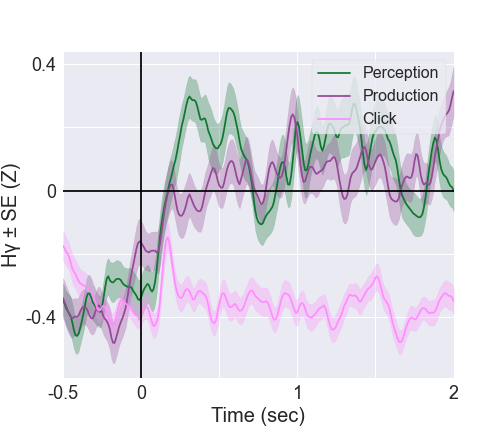 0.4
0
-0.4
Hγ ± SE (Z)
Perception
Production
Click
-0.5
0
1
2
Time (sec)